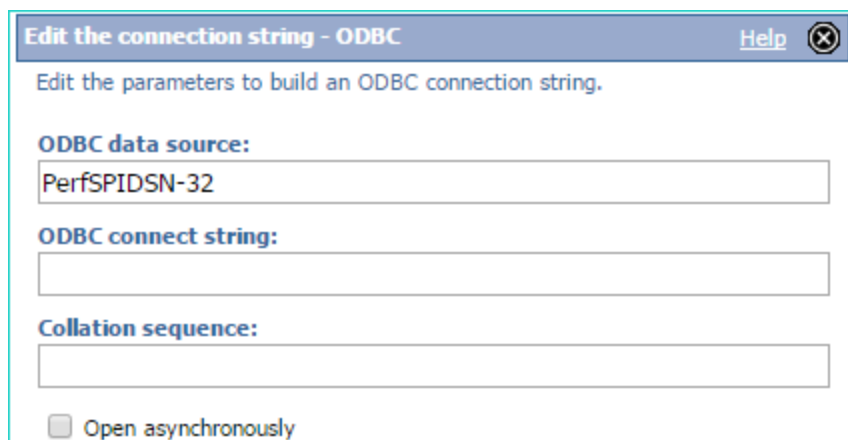 Edit the connection string - ODBC Help
Edit the parameters to build an ODBC connection string.
ODBC data source:
PerfSPIDSN-32
ODBC connect string:
Collation sequence:
Open asynchronously